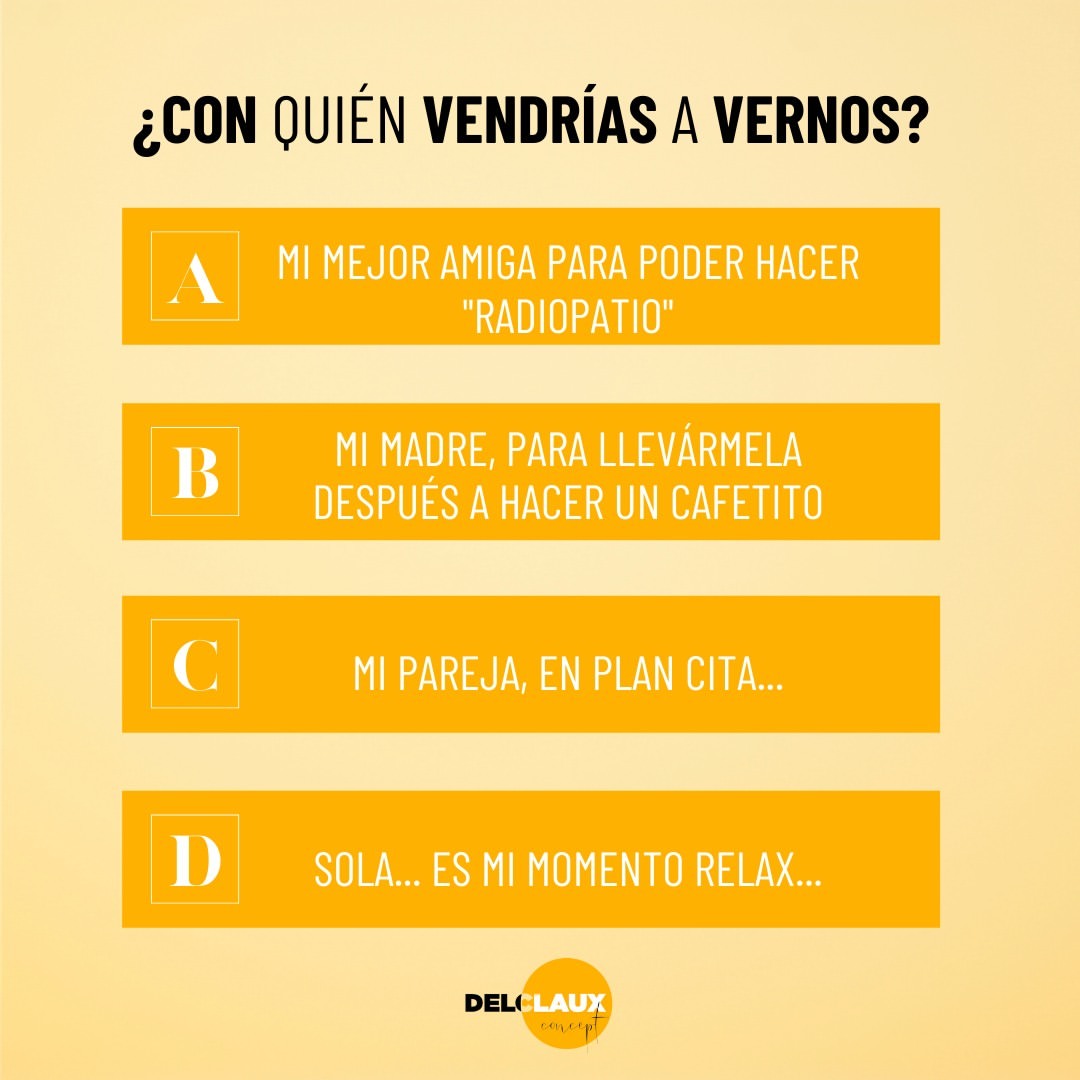 ¿CON QUIÉN VENDRÍAS A VERNOS?
A
MI MEJOR AMIGA PARA PODER HACER
"RADIOPATIO"
B
MI MADRE, PARA LLEVÁRMELA
DESPUÉS A HACER UN CAFETITO
C
MI PAREJA, EN PLAN CITA...
D
SOLA... ES MI MOMENTO RELAX...
DELCLAUX
concept